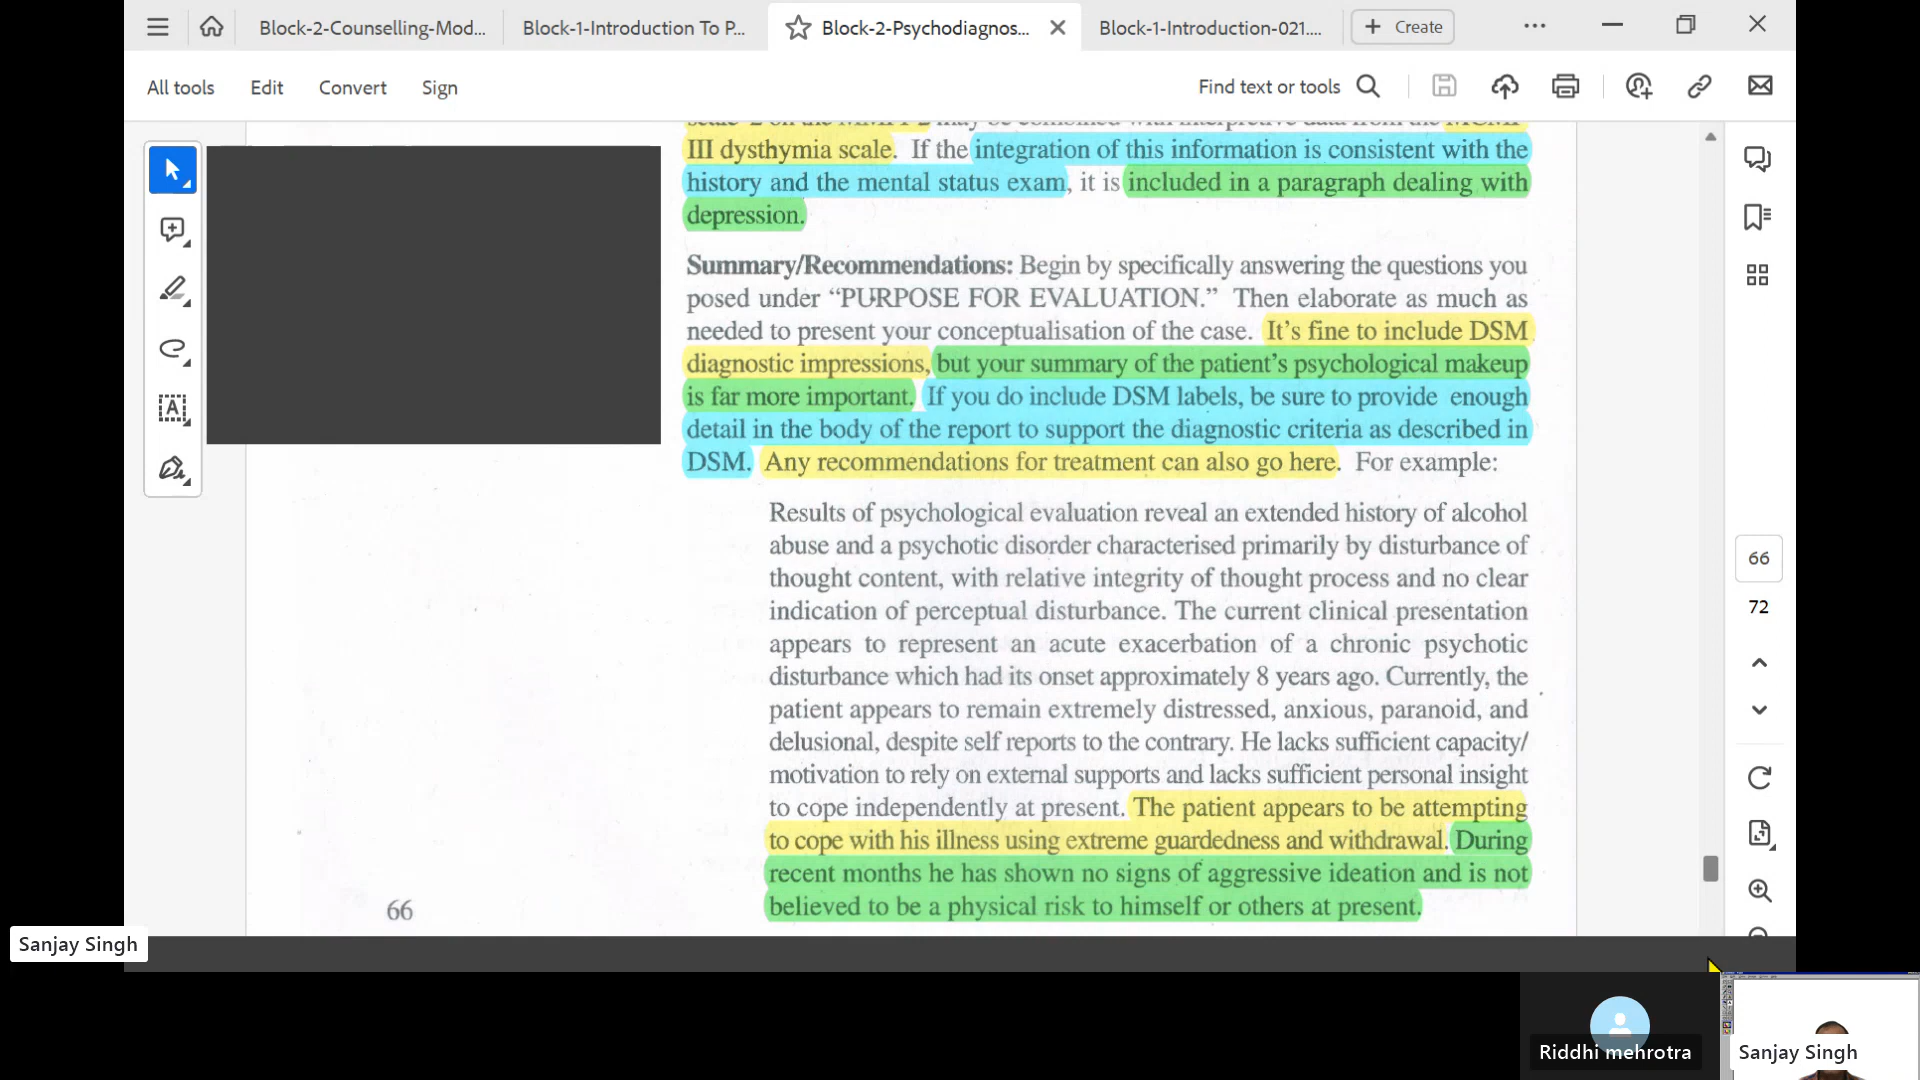 Block-2-Counselling-Mod...
Block-1-Introduction To P...
Block-2-Psychodiagnos...
Block-1-Introduction-021....
Create
All tools
Edit
Convert
Sign
Find text or tools
III dysthymia scale. If the integration of this information is consistent with the
history and the mental status exam, it is included in a paragraph dealing with
depression.
Summary/Recommendations: Begin by specifically answering the questions you
posed under “PURPOSE FOR EVALUATION.” Then elaborate as much as
needed to present your conceptualisation of the case. It’s fine to include DSM
diagnostic impressions, but your summary of the patient’s psychological makeup
is far more important. If you do include DSM labels, be sure to provide enough
detail in the body of the report to support the diagnostic criteria as described in
DSM. Any recommendations for treatment can also go here. For example:
Results of psychological evaluation reveal an extended history of alcohol
abuse and a psychotic disorder characterised primarily by disturbance of
thought content, with relative integrity of thought process and no clear
indication of perceptual disturbance. The current clinical presentation
appears to represent an acute exacerbation of a chronic psychotic
disturbance which had its onset approximately 8 years ago. Currently, the
patient appears to remain extremely distressed, anxious, paranoid, and
delusional, despite self reports to the contrary. He lacks sufficient capacity/
motivation to rely on external supports and lacks sufficient personal insight
to cope independently at present. The patient appears to be attempting
to cope with his illness using extreme guardedness and withdrawal. During
recent months he has shown no signs of aggressive ideation and is not
believed to be a physical risk to himself or others at present.
66
66
72
Sanjay Singh
Riddhi mehrotra
Sanjay Singh